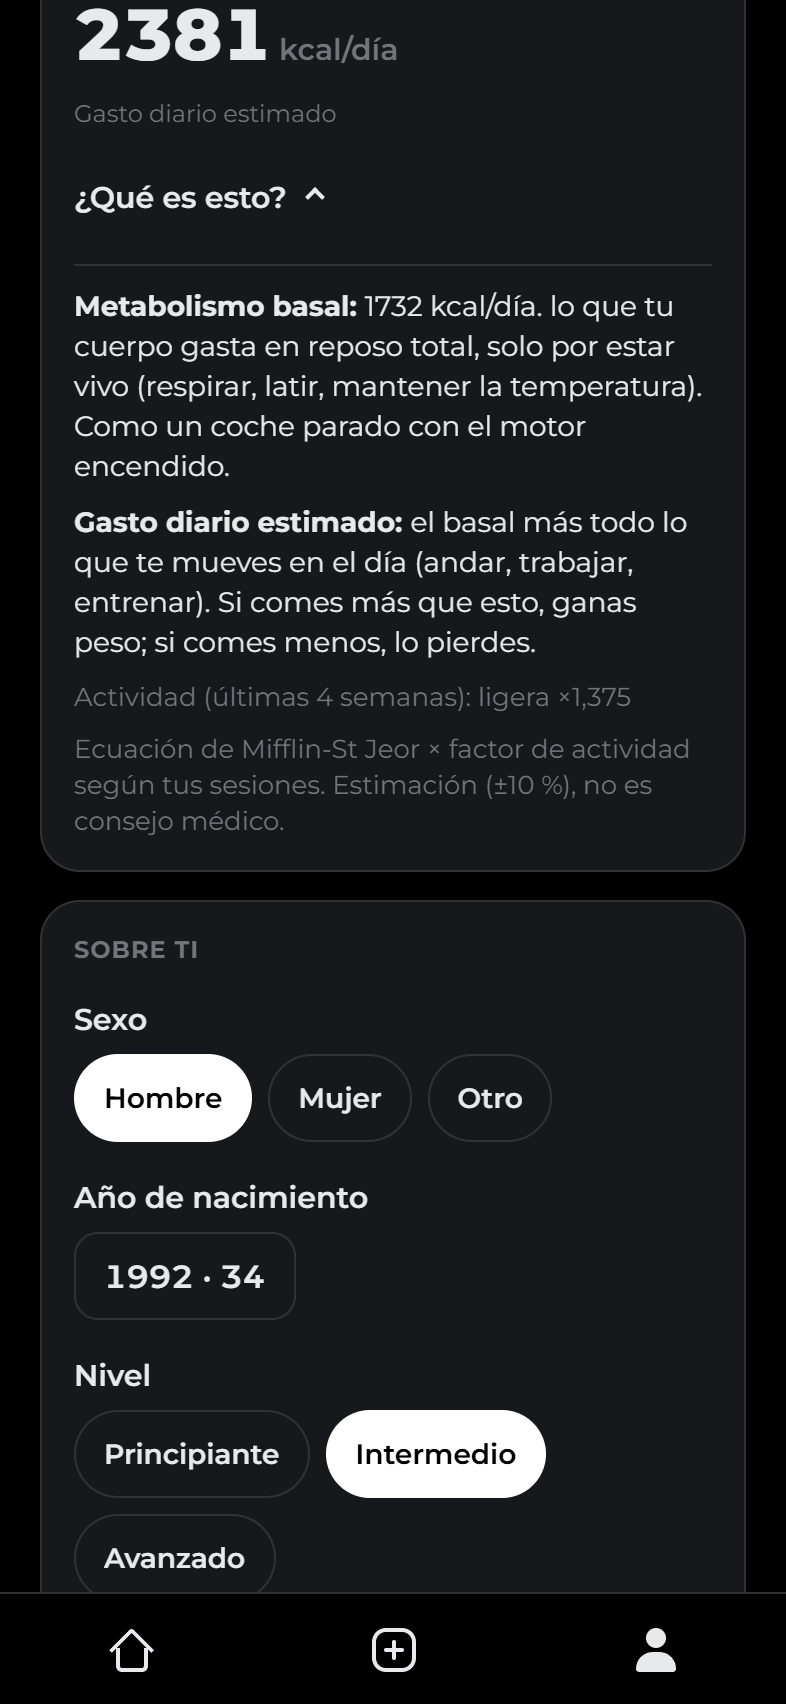 2381 kcal/día
Gasto diario estimado
¿Qué es esto?
Metabolismo basal: 1732 kcal/día. lo que tu
cuerpo gasta en reposo total, solo por estar
vivo (respirar, latir, mantener la temperatura).
Como un coche parado con el motor
encendido.
Gasto diario estimado: el basal más todo lo
que te mueves en el día (andar, trabajar,
entrenar). Si comes más que esto, ganas
peso; si comes menos, lo pierdes.
Actividad (últimas 4 semanas): ligera ×1,375
Ecuación de Mifflin-St Jeor × factor de actividad
según tus sesiones. Estimación (±10 %), no es
consejo médico.
SOBRE TI
Sexo
Hombre Mujer Otro
Año de nacimiento
1992 · 34
Nivel
Principiante Intermedio
Avanzado